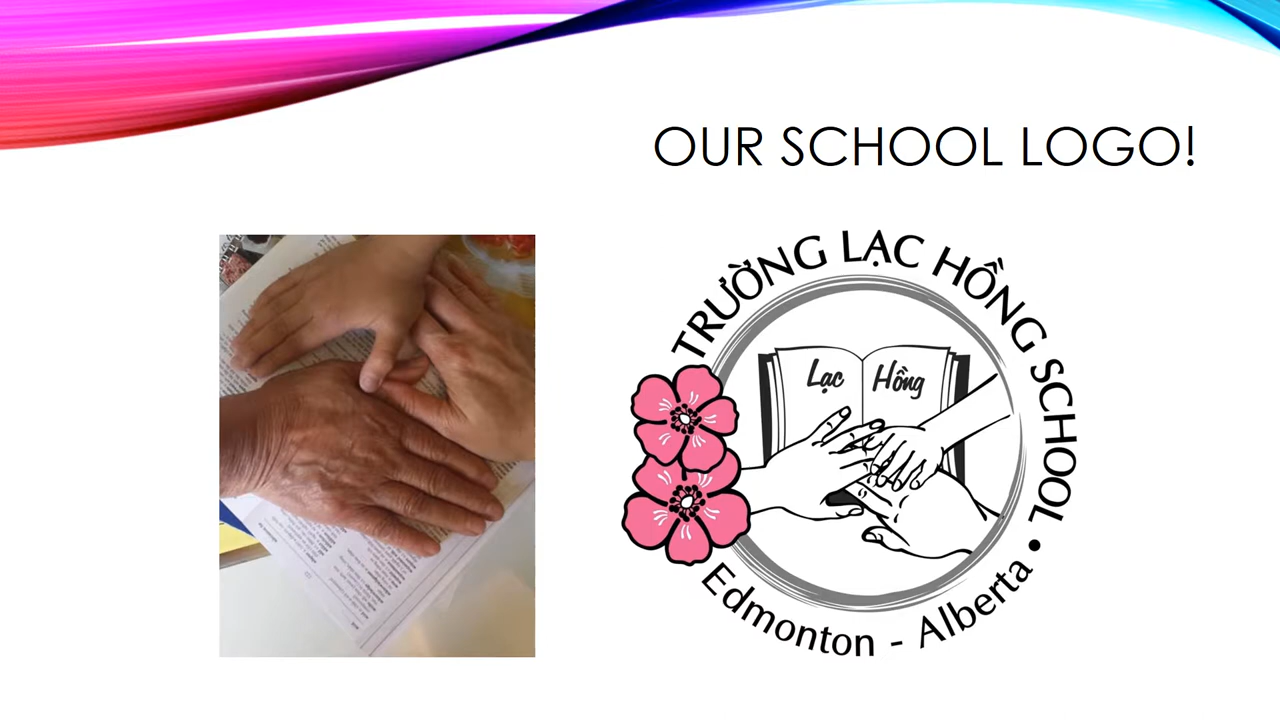 OUR SCHOOL LOGO!
TRƯỜNG LẠC HỒNG SCHOOL •
Lạc Hồng
Edmonton - Alberta